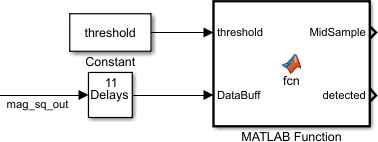 threshold
Constant
11
Delays
mag_sq_out
threshold
DataBuff
fcn
MidSample
detected
MATLAB Function